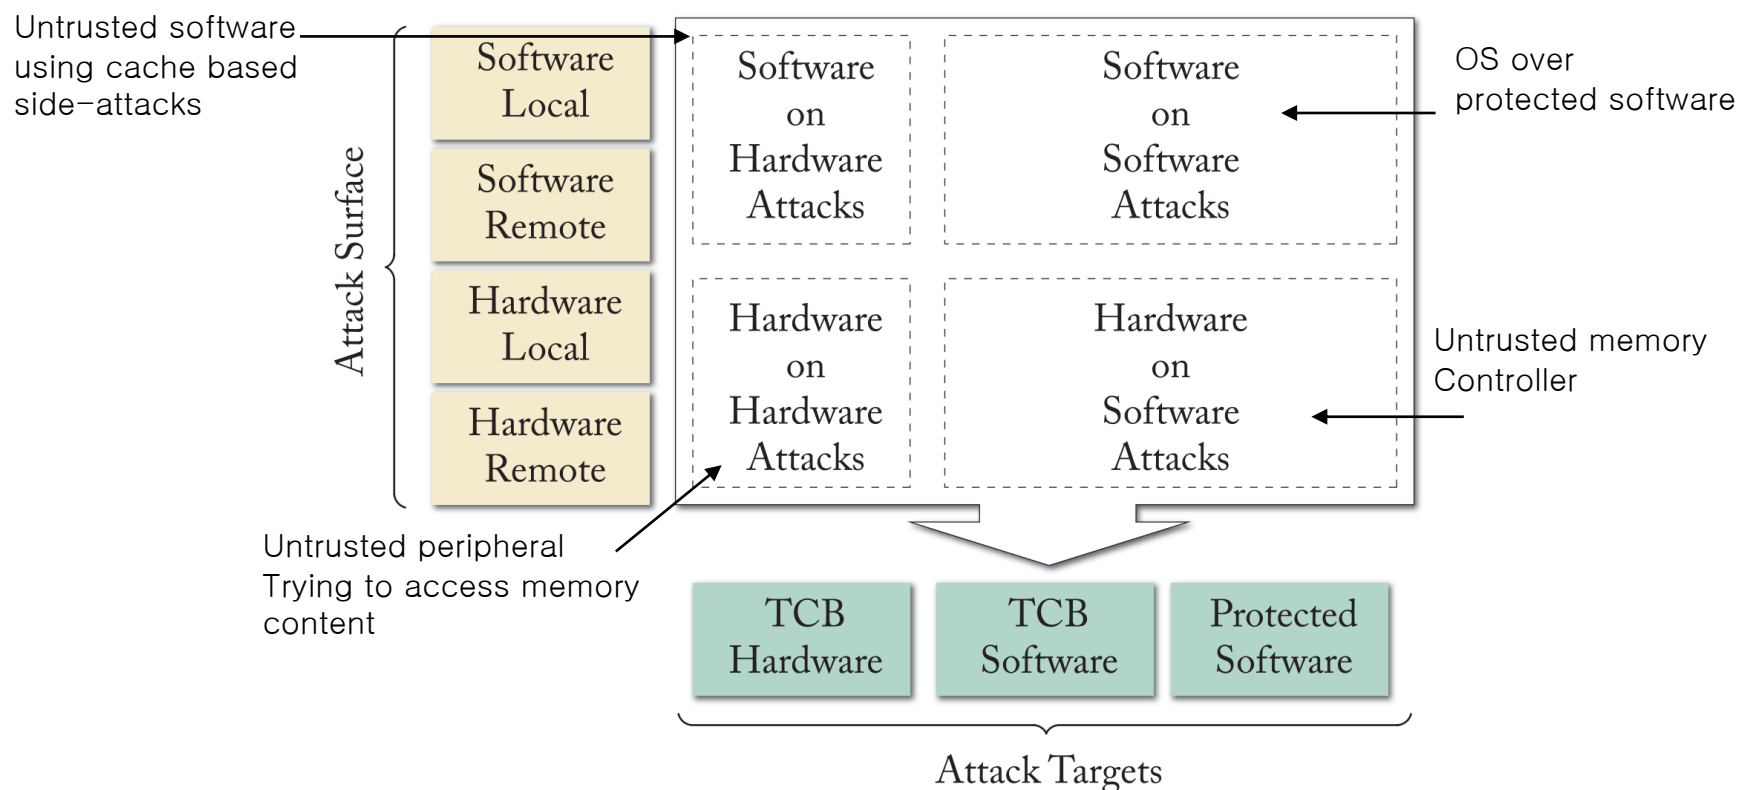 Untrusted software
using cache based
side-attacks
Attack Surface
Software
Local
Software
Remote
Hardware
Local
Hardware
Remote
Software
on
Hardware
Attacks
Software
on
Software
Attacks
Hardware
on
Hardware
Attacks
Hardware
on
Software
Attacks
OS over
protected software
Untrusted memory
Controller
Untrusted peripheral
Trying to access memory
content
TCB
Hardware
TCB
Software
Protected
Software
Attack Targets